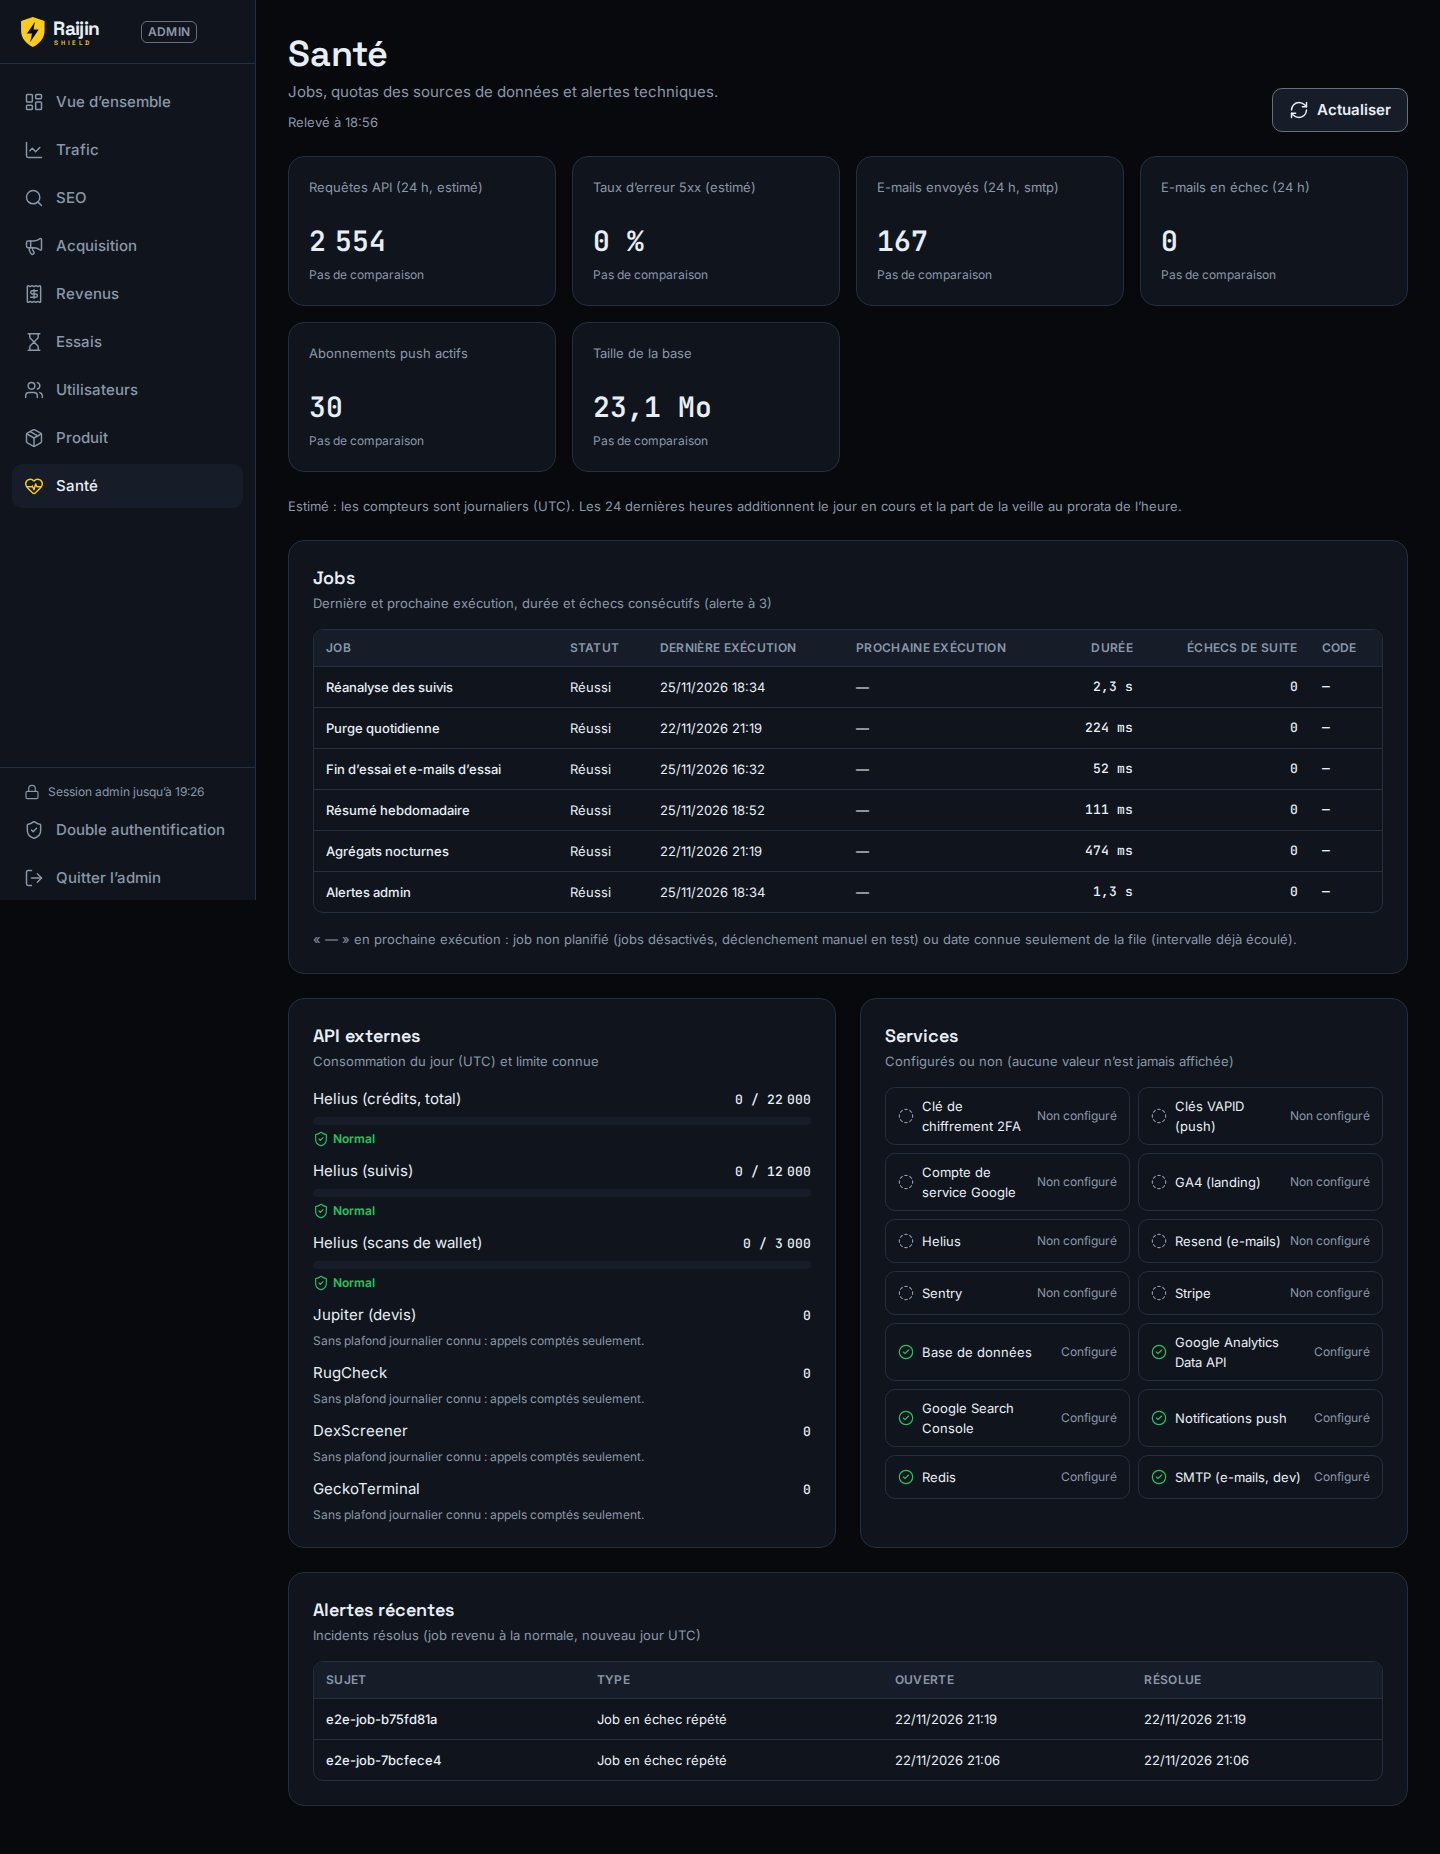 Raijin
SHIELD
ADMIN
Vue d’ensemble
Trafic
SEO
Acquisition
Revenus
Essais
Utilisateurs
Produit
Santé
Session admin jusqu’à 19:26
Double authentification
Quitter l’admin
Santé
Jobs, quotas des sources de données et alertes techniques.
Relevé à 18:56
Actualiser
Requêtes API (24 h, estimé)
2 554
Pas de comparaison
Taux d’erreur 5xx (estimé)
0 %
Pas de comparaison
E-mails envoyés (24 h, smtp)
167
Pas de comparaison
E-mails en échec (24 h)
0
Pas de comparaison
Abonnements push actifs
30
Pas de comparaison
Taille de la base
23,1 Mo
Pas de comparaison
Estimé : les compteurs sont journaliers (UTC). Les 24 dernières heures additionnent le jour en cours et la part de la veille au prorata de l’heure.
Jobs
Dernière et prochaine exécution, durée et échecs consécutifs (alerte à 3)
JOB STATUT DERNIÈRE EXÉCUTION PROCHAINE EXÉCUTION DURÉE ÉCHECS DE SUITE CODE
Réanalyse des suivis Réussi 25/11/2026 18:34 — 2,3 s 0 —
Purge quotidienne Réussi 22/11/2026 21:19 — 224 ms 0 —
Fin d’essai et e-mails d’essai Réussi 25/11/2026 16:32 — 52 ms 0 —
Résumé hebdomadaire Réussi 25/11/2026 18:52 — 111 ms 0 —
Agrégats nocturnes Réussi 22/11/2026 21:19 — 474 ms 0 —
Alertes admin Réussi 25/11/2026 18:34 — 1,3 s 0 —
« — » en prochaine exécution : job non planifié (jobs désactivés, déclenchement manuel en test) ou date connue seulement de la file (intervalle déjà écoulé).
API externes
Consommation du jour (UTC) et limite connue
Helius (crédits, total) 0 / 22 000
Normal
Helius (suivis) 0 / 12 000
Normal
Helius (scans de wallet) 0 / 3 000
Normal
Jupiter (devis) 0
Sans plafond journalier connu : appels comptés seulement.
RugCheck 0
Sans plafond journalier connu : appels comptés seulement.
DexScreener 0
Sans plafond journalier connu : appels comptés seulement.
GeckoTerminal 0
Sans plafond journalier connu : appels comptés seulement.
Services
Configurés ou non (aucune valeur n’est jamais affichée)
Clé de
chiffrement 2FA
Non configuré
Clés VAPID
(push)
Non configuré
Compte de
service Google
Non configuré
GA4 (landing) Non configuré
Helius Non configuré
Resend (e-mails) Non configuré
Sentry Non configuré
Stripe Non configuré
Base de données Configuré
Google Analytics
Data API
Configuré
Google Search
Console
Configuré
Notifications push Configuré
Redis Configuré
SMTP (e-mails, dev) Configuré
Alertes récentes
Incidents résolus (job revenu à la normale, nouveau jour UTC)
SUJET TYPE OUVERTE RÉSOLUE
e2e-job-b75fd81a Job en échec répété 22/11/2026 21:19 22/11/2026 21:19
e2e-job-7bcfece4 Job en échec répété 22/11/2026 21:06 22/11/2026 21:06